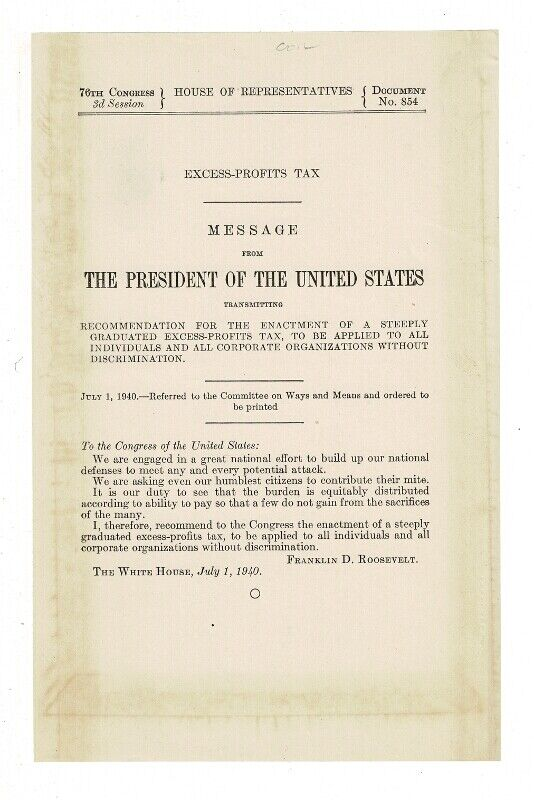 76TH CONGRESS } HOUSE OF REPRESENTATIVES { DOCUMENT
3d Session } { No. 854
EXCESS-PROFITS TAX
MESSAGE
FROM
THE PRESIDENT OF THE UNITED STATES
TRANSMITTING
RECOMMENDATION FOR THE ENACTMENT OF A STEEPLY
GRADUATED EXCESS-PROFITS TAX, TO BE APPLIED TO ALL
INDIVIDUALS AND ALL CORPORATE ORGANIZATIONS WITHOUT
DISCRIMINATION.
JULY 1, 1940.—Referred to the Committee on Ways and Means and ordered to
be printed
To the Congress of the United States:
We are engaged in a great national effort to build up our national
defenses to meet any and every potential attack.
We are asking even our humblest citizens to contribute their mite.
It is our duty to see that the burden is equitably distributed
according to ability to pay so that a few do not gain from the sacrifices
of the many.
I, therefore, recommend to the Congress the enactment of a steeply
graduated excess-profits tax, to be applied to all individuals and all
corporate organizations without discrimination.
FRANKLIN D. ROOSEVELT.
THE WHITE HOUSE, July 1, 1940.